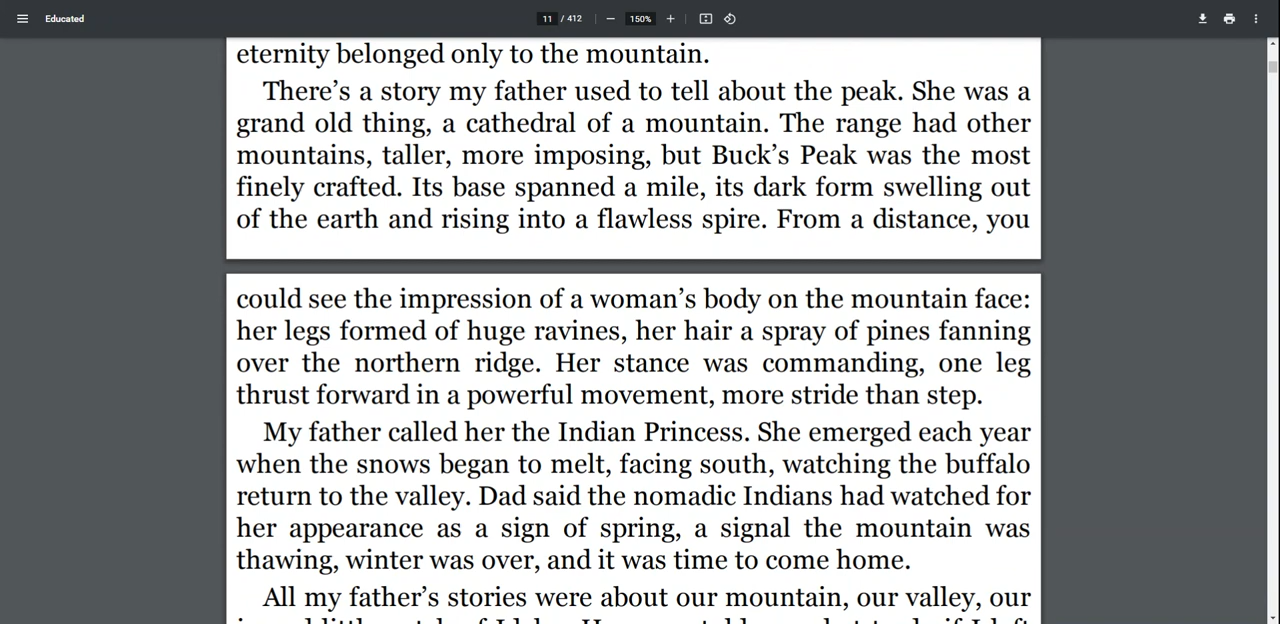 Educated
11 / 412
150%
eternity belonged only to the mountain.
There’s a story my father used to tell about the peak. She was a
grand old thing, a cathedral of a mountain. The range had other
mountains, taller, more imposing, but Buck’s Peak was the most
finely crafted. Its base spanned a mile, its dark form swelling out
of the earth and rising into a flawless spire. From a distance, you
could see the impression of a woman’s body on the mountain face:
her legs formed of huge ravines, her hair a spray of pines fanning
over the northern ridge. Her stance was commanding, one leg
thrust forward in a powerful movement, more stride than step.
My father called her the Indian Princess. She emerged each year
when the snows began to melt, facing south, watching the buffalo
return to the valley. Dad said the nomadic Indians had watched for
her appearance as a sign of spring, a signal the mountain was
thawing, winter was over, and it was time to come home.
All my father’s stories were about our mountain, our valley, our